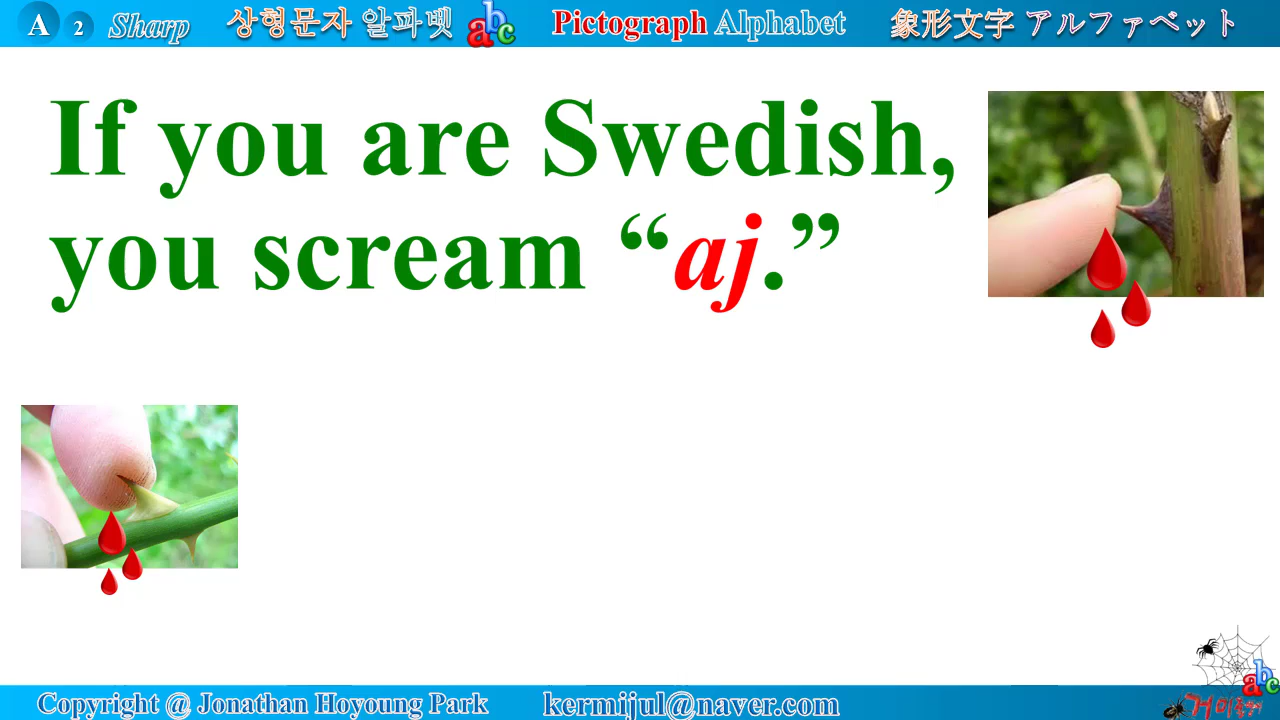 A 2 Sharp 상형문자 알파벳 abc Pictograph Alphabet 象形文字 アルファベット
If you are Swedish,
you scream “aj.”
abc
Copyright @ Jonathan Hoyoung Park kermijul@naver.com